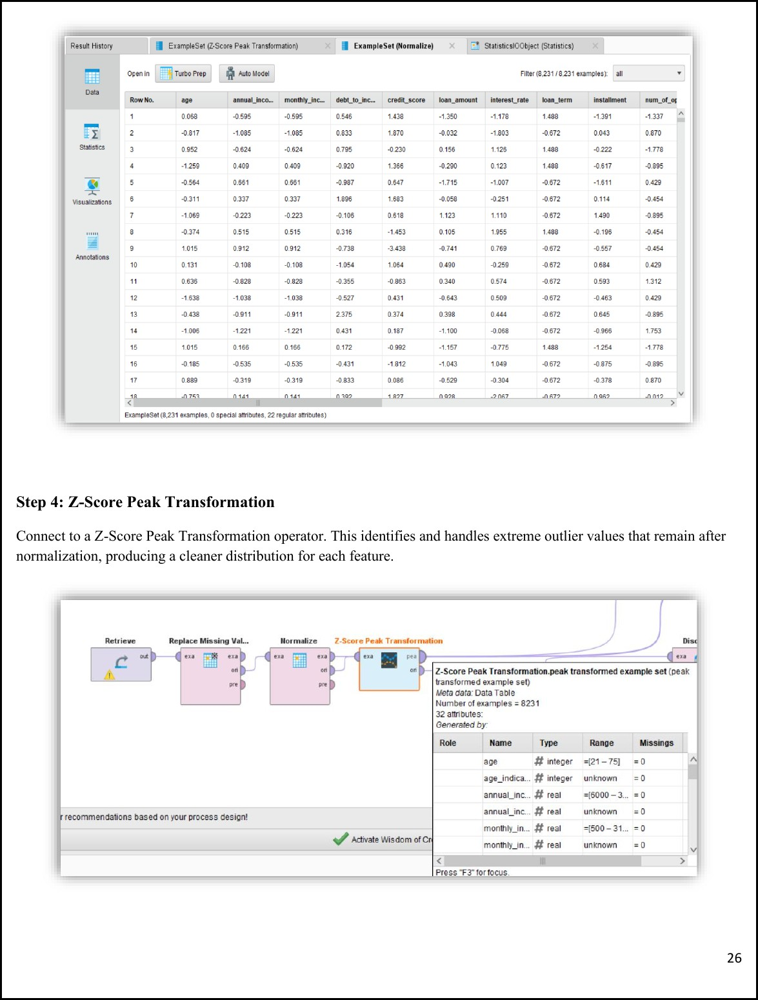 Result History ExampleSet (Z-Score Peak Transformation) ExampleSet (Normalize) StatisticsIOObject (Statistics)
Data
Statistics
Visualizations
Annotations
Open in Turbo Prep Auto Model Filter (8,231 / 8,231 examples): all
Row No. age annual_inco... monthly_inc... debt_to_inc... credit_score loan_amount interest_rate loan_term installment num_of_op
1 0.068 -0.595 -0.595 0.546 1.438 -1.350 -1.178 1.488 -1.391 -1.337
2 -0.817 -1.085 -1.085 0.833 1.870 -0.032 -1.803 -0.672 0.043 0.870
3 0.952 -0.624 -0.624 0.795 -0.230 0.156 1.126 1.488 -0.222 -1.778
4 -1.259 0.409 0.409 -0.920 1.366 -0.290 0.123 1.488 -0.617 -0.895
5 -0.564 0.661 0.661 -0.987 0.647 -1.715 -1.007 -0.672 -1.611 0.429
6 -0.311 0.337 0.337 1.896 1.683 -0.058 -0.251 -0.672 0.114 -0.454
7 -1.069 -0.223 -0.223 -0.106 0.618 1.123 1.110 -0.672 1.490 -0.895
8 -0.374 0.515 0.515 0.316 -1.453 0.105 1.955 1.488 -0.196 -0.454
9 1.015 0.912 0.912 -0.738 -3.438 -0.741 0.769 -0.672 -0.557 -0.454
10 0.131 -0.108 -0.108 -1.054 1.064 0.490 -0.259 -0.672 0.684 0.429
11 0.636 -0.828 -0.828 -0.355 -0.863 0.340 0.574 -0.672 0.593 1.312
12 -1.638 -1.038 -1.038 -0.527 0.431 -0.643 0.509 -0.672 -0.463 0.429
13 -0.438 -0.911 -0.911 2.375 0.374 0.398 0.444 -0.672 0.645 -0.895
14 -1.006 -1.221 -1.221 0.431 0.187 -1.100 -0.068 -0.672 -0.966 1.753
15 1.015 0.166 0.166 0.172 -0.992 -1.157 -0.775 1.488 -1.254 -1.778
16 -0.185 -0.535 -0.535 -0.431 -1.812 -1.043 1.049 -0.672 -0.875 -0.895
17 0.889 -0.319 -0.319 -0.833 0.086 -0.529 -0.304 -0.672 -0.378 0.870
18 -0.753 0.141 0.141 0.392 1.827 0.928 -2.067 -0.672 0.962 -0.012
ExampleSet (8,231 examples, 0 special attributes, 22 regular attributes)
Step 4: Z-Score Peak Transformation
Connect to a Z-Score Peak Transformation operator. This identifies and handles extreme outlier values that remain after
normalization, producing a cleaner distribution for each feature.
Retrieve Replace Missing Val... Normalize Z-Score Peak Transformation Disc
out exa exa exa exa exa pea exa
ori ori ori
pre pre
Z-Score Peak Transformation.peak transformed example set (peak
transformed example set)
Meta data: Data Table
Number of examples = 8231
32 attributes:
Generated by:
Role Name Type Range Missings
age # integer =[21 – 75] = 0
age_indica... # integer unknown = 0
annual_inc... # real =[6000 – 3... = 0
annual_inc... # real unknown = 0
monthly_in... # real =[500 – 31... = 0
monthly_in... # real unknown = 0
Press "F3" for focus.
r recommendations based on your process design!
Activate Wisdom of Cr
26